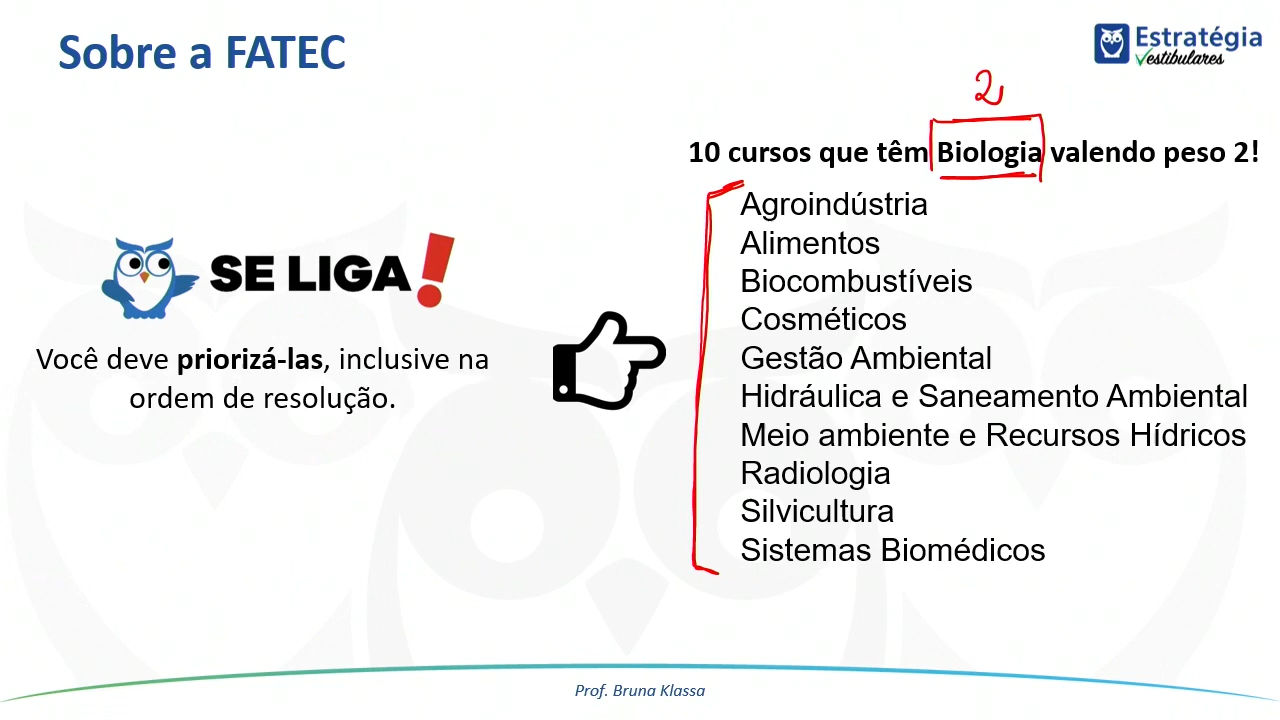 Sobre a FATEC
Estratégia
Vestibulares
2
10 cursos que têm Biologia valendo peso 2!
Agroindústria
Alimentos
Biocombustíveis
Cosméticos
Gestão Ambiental
Hidráulica e Saneamento Ambiental
Meio ambiente e Recursos Hídricos
Radiologia
Silvicultura
Sistemas Biomédicos
SE LIGA!
Você deve priorizá-las, inclusive na
ordem de resolução.
Prof. Bruna Klassa